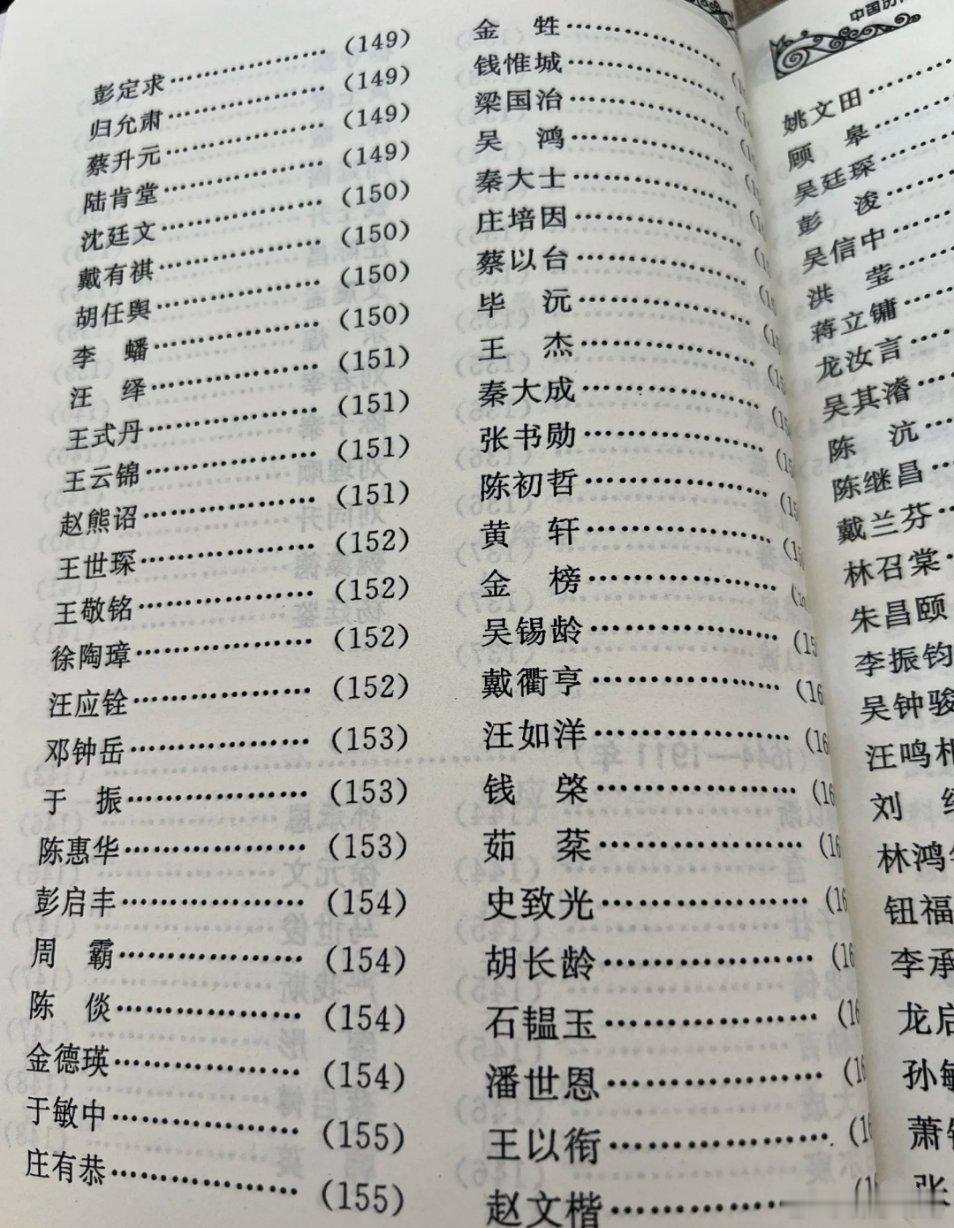 彭定求……………………(149)
归允肃……………………(149)
蔡升元……………………(149)
陆肯堂……………………(149)
沈廷文……………………(150)
戴有祺……………………(150)
胡任舆……………………(150)
李　蟠……………………(150)
汪　绎……………………(151)
王式丹……………………(151)
王云锦……………………(151)
赵熊诏……………………(151)
王世琛……………………(152)
王敬铭……………………(152)
徐陶璋……………………(152)
汪应铨……………………(152)
邓钟岳……………………(153)
于　振……………………(153)
陈惠华……………………(153)
彭启丰……………………(154)
周　霸……………………(154)
陈　倓……………………(154)
金德瑛……………………(154)
于敏中……………………(155)
庄有恭……………………(155)
金　甡……………………
钱惟城……………………
梁国治……………………
吴　鸿……………………
秦大士……………………
庄培因……………………
蔡以台……………………
毕　沅……………………
王　杰……………………
秦大成……………………
张书勋……………………
陈初哲……………………
黄　轩……………………
金　榜……………………
吴锡龄……………………
戴衢亨……………………(16
汪如洋……………………(16
钱　棨……………………(16
茹　棻……………………(16
史致光……………………(16
胡长龄……………………(16
石韫玉……………………(16
潘世恩……………………(16
王以衔……………………(16
赵文楷……………………
中国历
姚文田
顾　皋
吴廷琛
彭　浚
吴信中
洪　莹
蒋立镛
龙汝言
吴其濬
陈　沆
陈继昌
戴兰芬
林召棠
朱昌颐
李振钧
吴钟骏
汪鸣
刘
林鸿
钮福
李承
龙启
孙
萧
张